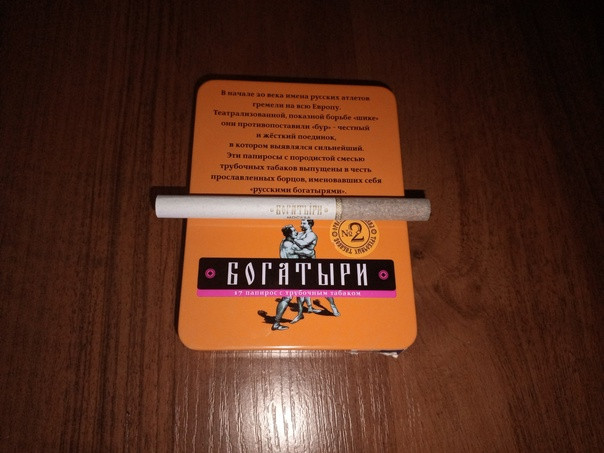 В начале 20 века имена русских атлетов
гремели на всю Европу.
Театрализованной, показной борьбе «шике»
они противопоставили «бур» - честный
и жёсткий поединок,
в котором выявлялся сильнейший.
Эти папиросы с породистой смесью
трубочных табаков выпущены в честь
прославленных борцов, именовавших себя
«русскими богатырями».
БОГАТЫРИ
№2
БОГАТЫРИ
17 папирос с трубочным табаком